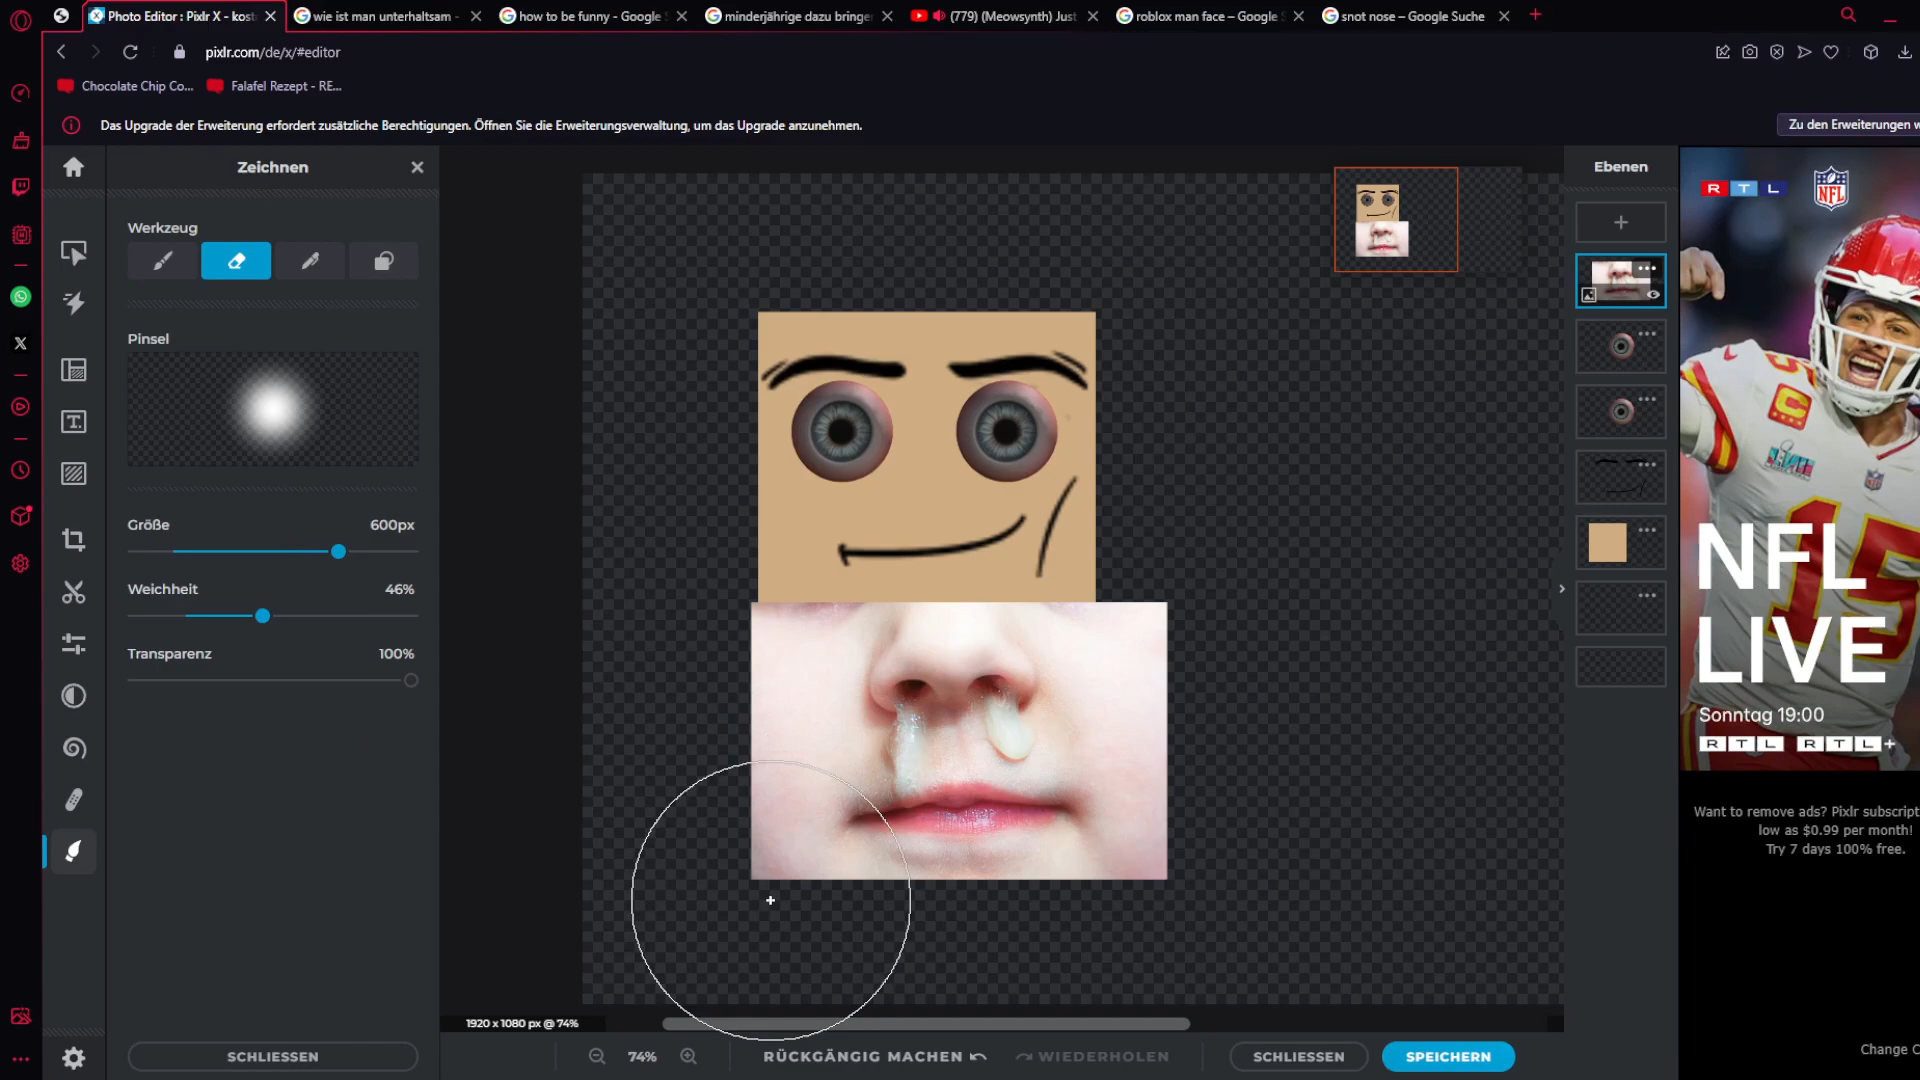 Photo Editor : Pixlr X - kost
wie ist man unterhaltsam -
how to be funny - Google
minderjährige dazu bringen
(779) (Meowsynth) Just
roblox man face – Google S
snot nose – Google Suche
pixlr.com/de/x/#editor
Chocolate Chip Co...
Falafel Rezept - RE...
Das Upgrade der Erweiterung erfordert zusätzliche Berechtigungen. Öffnen Sie die Erweiterungsverwaltung, um das Upgrade anzunehmen.
Zu den Erweiterungen
Zeichnen
Werkzeug
Pinsel
Größe 600px
Weichheit 46%
Transparenz 100%
SCHLIESSEN
1920 x 1080 px @ 74%
74%
RÜCKGÄNGIG MACHEN
WIEDERHOLEN
SCHLIESSEN
SPEICHERN
Ebenen
RTL
NFL
NFL
LIVE
Sonntag 19:00
RTL RTL+
Want to remove ads? Pixlr subscript
low as $0.99 per month!
Try 7 days 100% free.
Change C